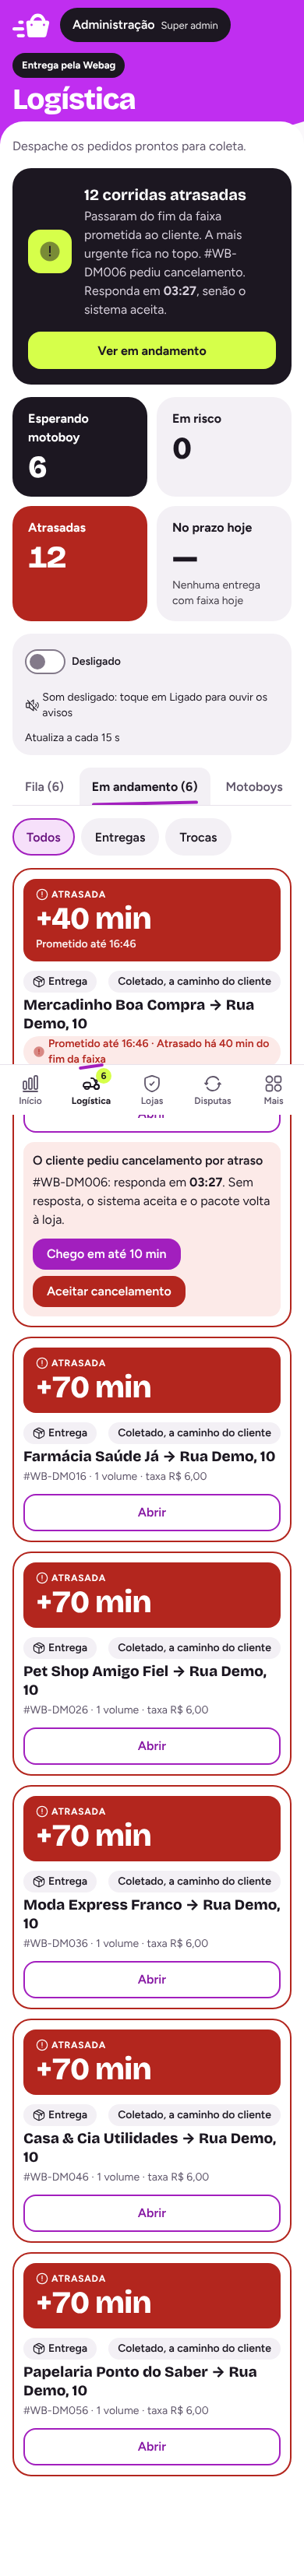 Administração Super admin
Entrega pela Webag
Logística
Despache os pedidos prontos para coleta.
12 corridas atrasadas
Passaram do fim da faixa
prometida ao cliente. A mais
urgente fica no topo. #WB-
DM006 pediu cancelamento.
Responda em 03:27, senão o
sistema aceita.
Ver em andamento
Esperando
motoboy
6
Em risco
0
Atrasadas
12
No prazo hoje
—
Nenhuma entrega
com faixa hoje
Desligado
Som desligado: toque em Ligado para ouvir os
avisos
Atualiza a cada 15 s
Fila (6) Em andamento (6) Motoboys
Todos Entregas Trocas
ATRASADA
+40 min
Prometido até 16:46
Entrega Coletado, a caminho do cliente
Mercadinho Boa Compra → Rua
Demo, 10
Prometido até 16:46 · Atrasado há 40 min do
fim da faixa
6
Início Logística Lojas Disputas Mais
Abrir
O cliente pediu cancelamento por atraso
#WB-DM006: responda em 03:27. Sem
resposta, o sistema aceita e o pacote volta
à loja.
Chego em até 10 min
Aceitar cancelamento
ATRASADA
+70 min
Entrega Coletado, a caminho do cliente
Farmácia Saúde Já → Rua Demo, 10
#WB-DM016 · 1 volume · taxa R$ 6,00
Abrir
ATRASADA
+70 min
Entrega Coletado, a caminho do cliente
Pet Shop Amigo Fiel → Rua Demo,
10
#WB-DM026 · 1 volume · taxa R$ 6,00
Abrir
ATRASADA
+70 min
Entrega Coletado, a caminho do cliente
Moda Express Franco → Rua Demo,
10
#WB-DM036 · 1 volume · taxa R$ 6,00
Abrir
ATRASADA
+70 min
Entrega Coletado, a caminho do cliente
Casa & Cia Utilidades → Rua Demo,
10
#WB-DM046 · 1 volume · taxa R$ 6,00
Abrir
ATRASADA
+70 min
Entrega Coletado, a caminho do cliente
Papelaria Ponto do Saber → Rua
Demo, 10
#WB-DM056 · 1 volume · taxa R$ 6,00
Abrir